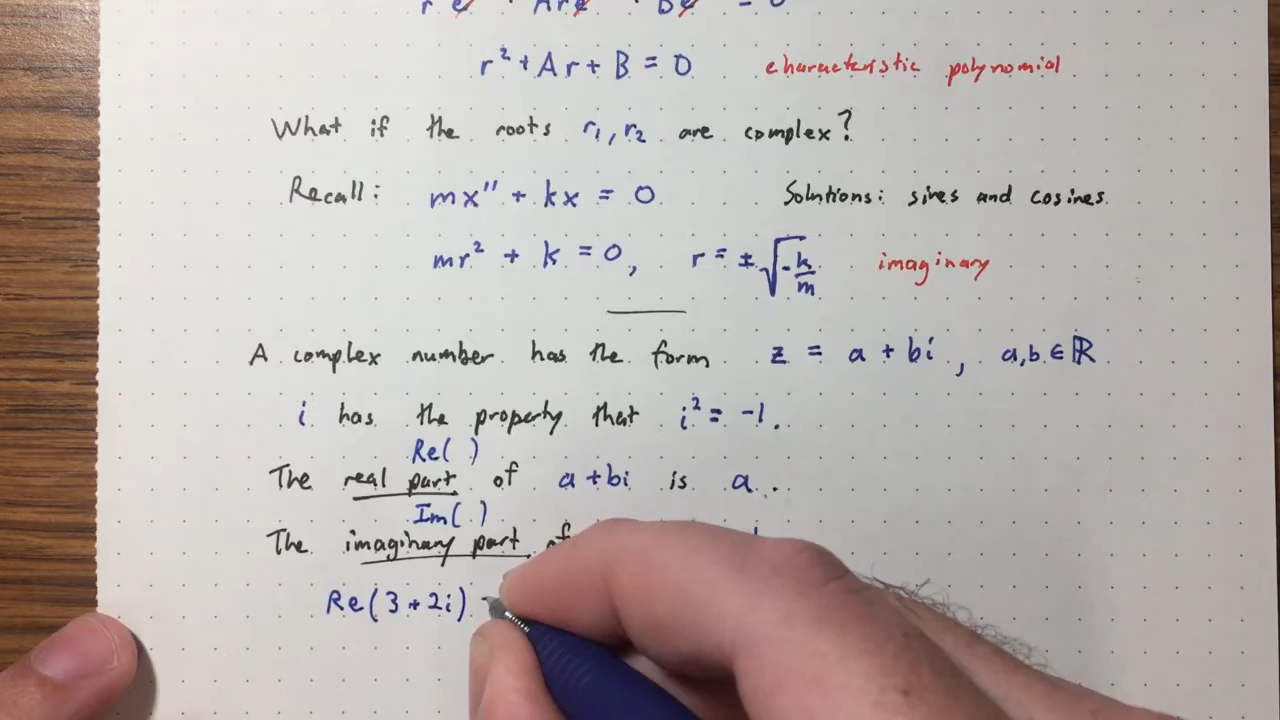 r² + Ar + B = 0 characteristic polynomial
What if the roots r₁, r₂ are complex?
Recall: mx'' + kx = 0 Solutions: sines and cosines.
mr² + k = 0, r = ±√-k/m imaginary
A complex number has the form z = a + bi, a,b ∈ ℝ
i has the property that i² = -1.
Re( )
The real part of a+bi is a.
Im( )
The imaginary part of
Re(3+2i)